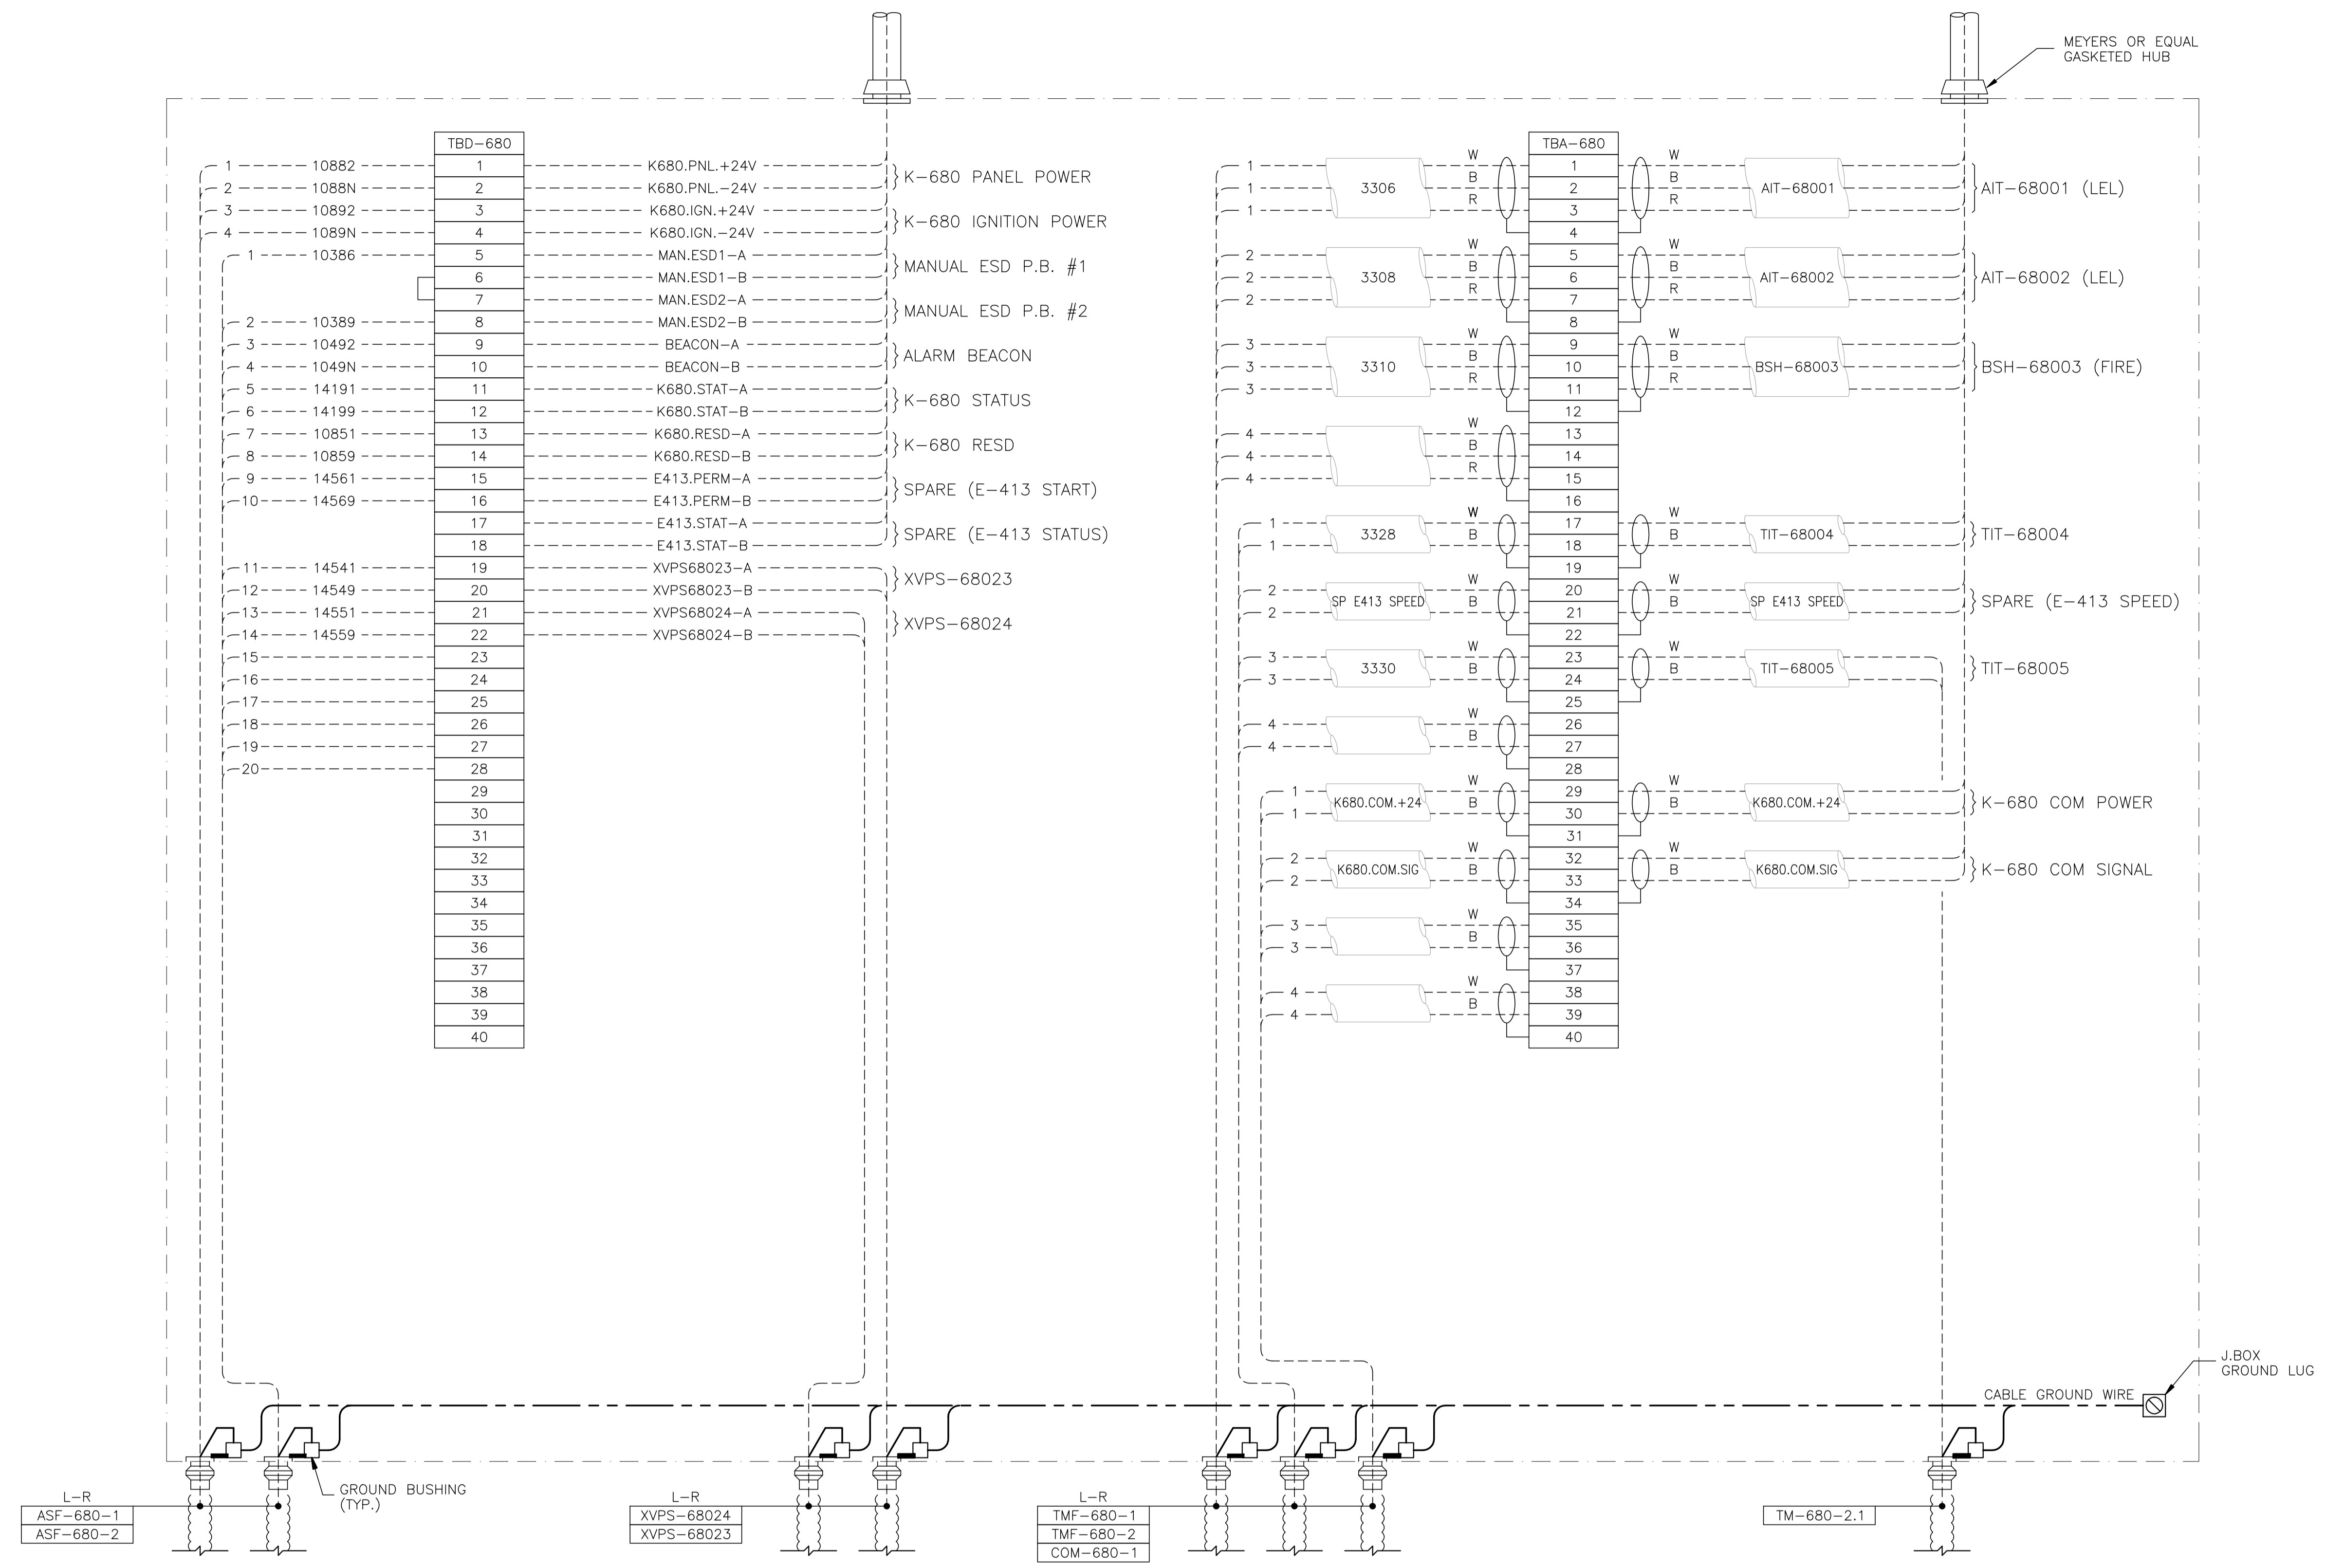 MEYERS OR EQUAL
GASKETED HUB
TBD-680
1 10882 1 K680.PNL.+24V
2 1088N 2 K680.PNL.-24V
K-680 PANEL POWER
3 10892 3 K680.IGN.+24V
4 1089N 4 K680.IGN.-24V
K-680 IGNITION POWER
1 10386 5 MAN.ESD1-A
6 MAN.ESD1-B
MANUAL ESD P.B. #1
7 MAN.ESD2-A
2 10389 8 MAN.ESD2-B
MANUAL ESD P.B. #2
3 10492 9 BEACON-A
4 1049N 10 BEACON-B
ALARM BEACON
5 14191 11 K680.STAT-A
6 14199 12 K680.STAT-B
K-680 STATUS
7 10851 13 K680.RESD-A
8 10859 14 K680.RESD-B
K-680 RESD
9 14561 15 E413.PERM-A
10 14569 16 E413.PERM-B
SPARE (E-413 START)
17 E413.STAT-A
18 E413.STAT-B
SPARE (E-413 STATUS)
11 14541 19 XVPS68023-A
12 14549 20 XVPS68023-B
XVPS-68023
13 14551 21 XVPS68024-A
14 14559 22 XVPS68024-B
XVPS-68024
15 23
16 24
17 25
18 26
19 27
20 28
29
30
31
32
33
34
35
36
37
38
39
40
TBA-680
1 W 1 W
1 3306 B 2 B AIT-68001 AIT-68001 (LEL)
1 R 3 R
4
2 W 5 W
2 3308 B 6 B AIT-68002 AIT-68002 (LEL)
2 R 7 R
8
3 W 9 W
3 3310 B 10 B BSH-68003 BSH-68003 (FIRE)
3 R 11 R
12
4 W 13
4 B 14
4 R 15
16
1 W 17 W
3328 TIT-68004 TIT-68004
1 B 18 B
19
2 W 20 W
SP E413 SPEED SP E413 SPEED SPARE (E-413 SPEED)
2 B 21 B
22
3 W 23 W
3330 TIT-68005 TIT-68005
3 B 24 B
25
4 W 26
4 B 27
28
1 W 29 W
K680.COM.+24 K680.COM.+24 K-680 COM POWER
1 B 30 B
31
2 W 32 W
K680.COM.SIG K680.COM.SIG K-680 COM SIGNAL
2 B 33 B
34
3 W 35
3 B 36
37
4 W 38
4 B 39
40
J.BOX
GROUND LUG
CABLE GROUND WIRE
GROUND BUSHING
(TYP.)
L-R
ASF-680-1
ASF-680-2
L-R
XVPS-68024
XVPS-68023
L-R
TMF-680-1
TMF-680-2
COM-680-1
TM-680-2.1